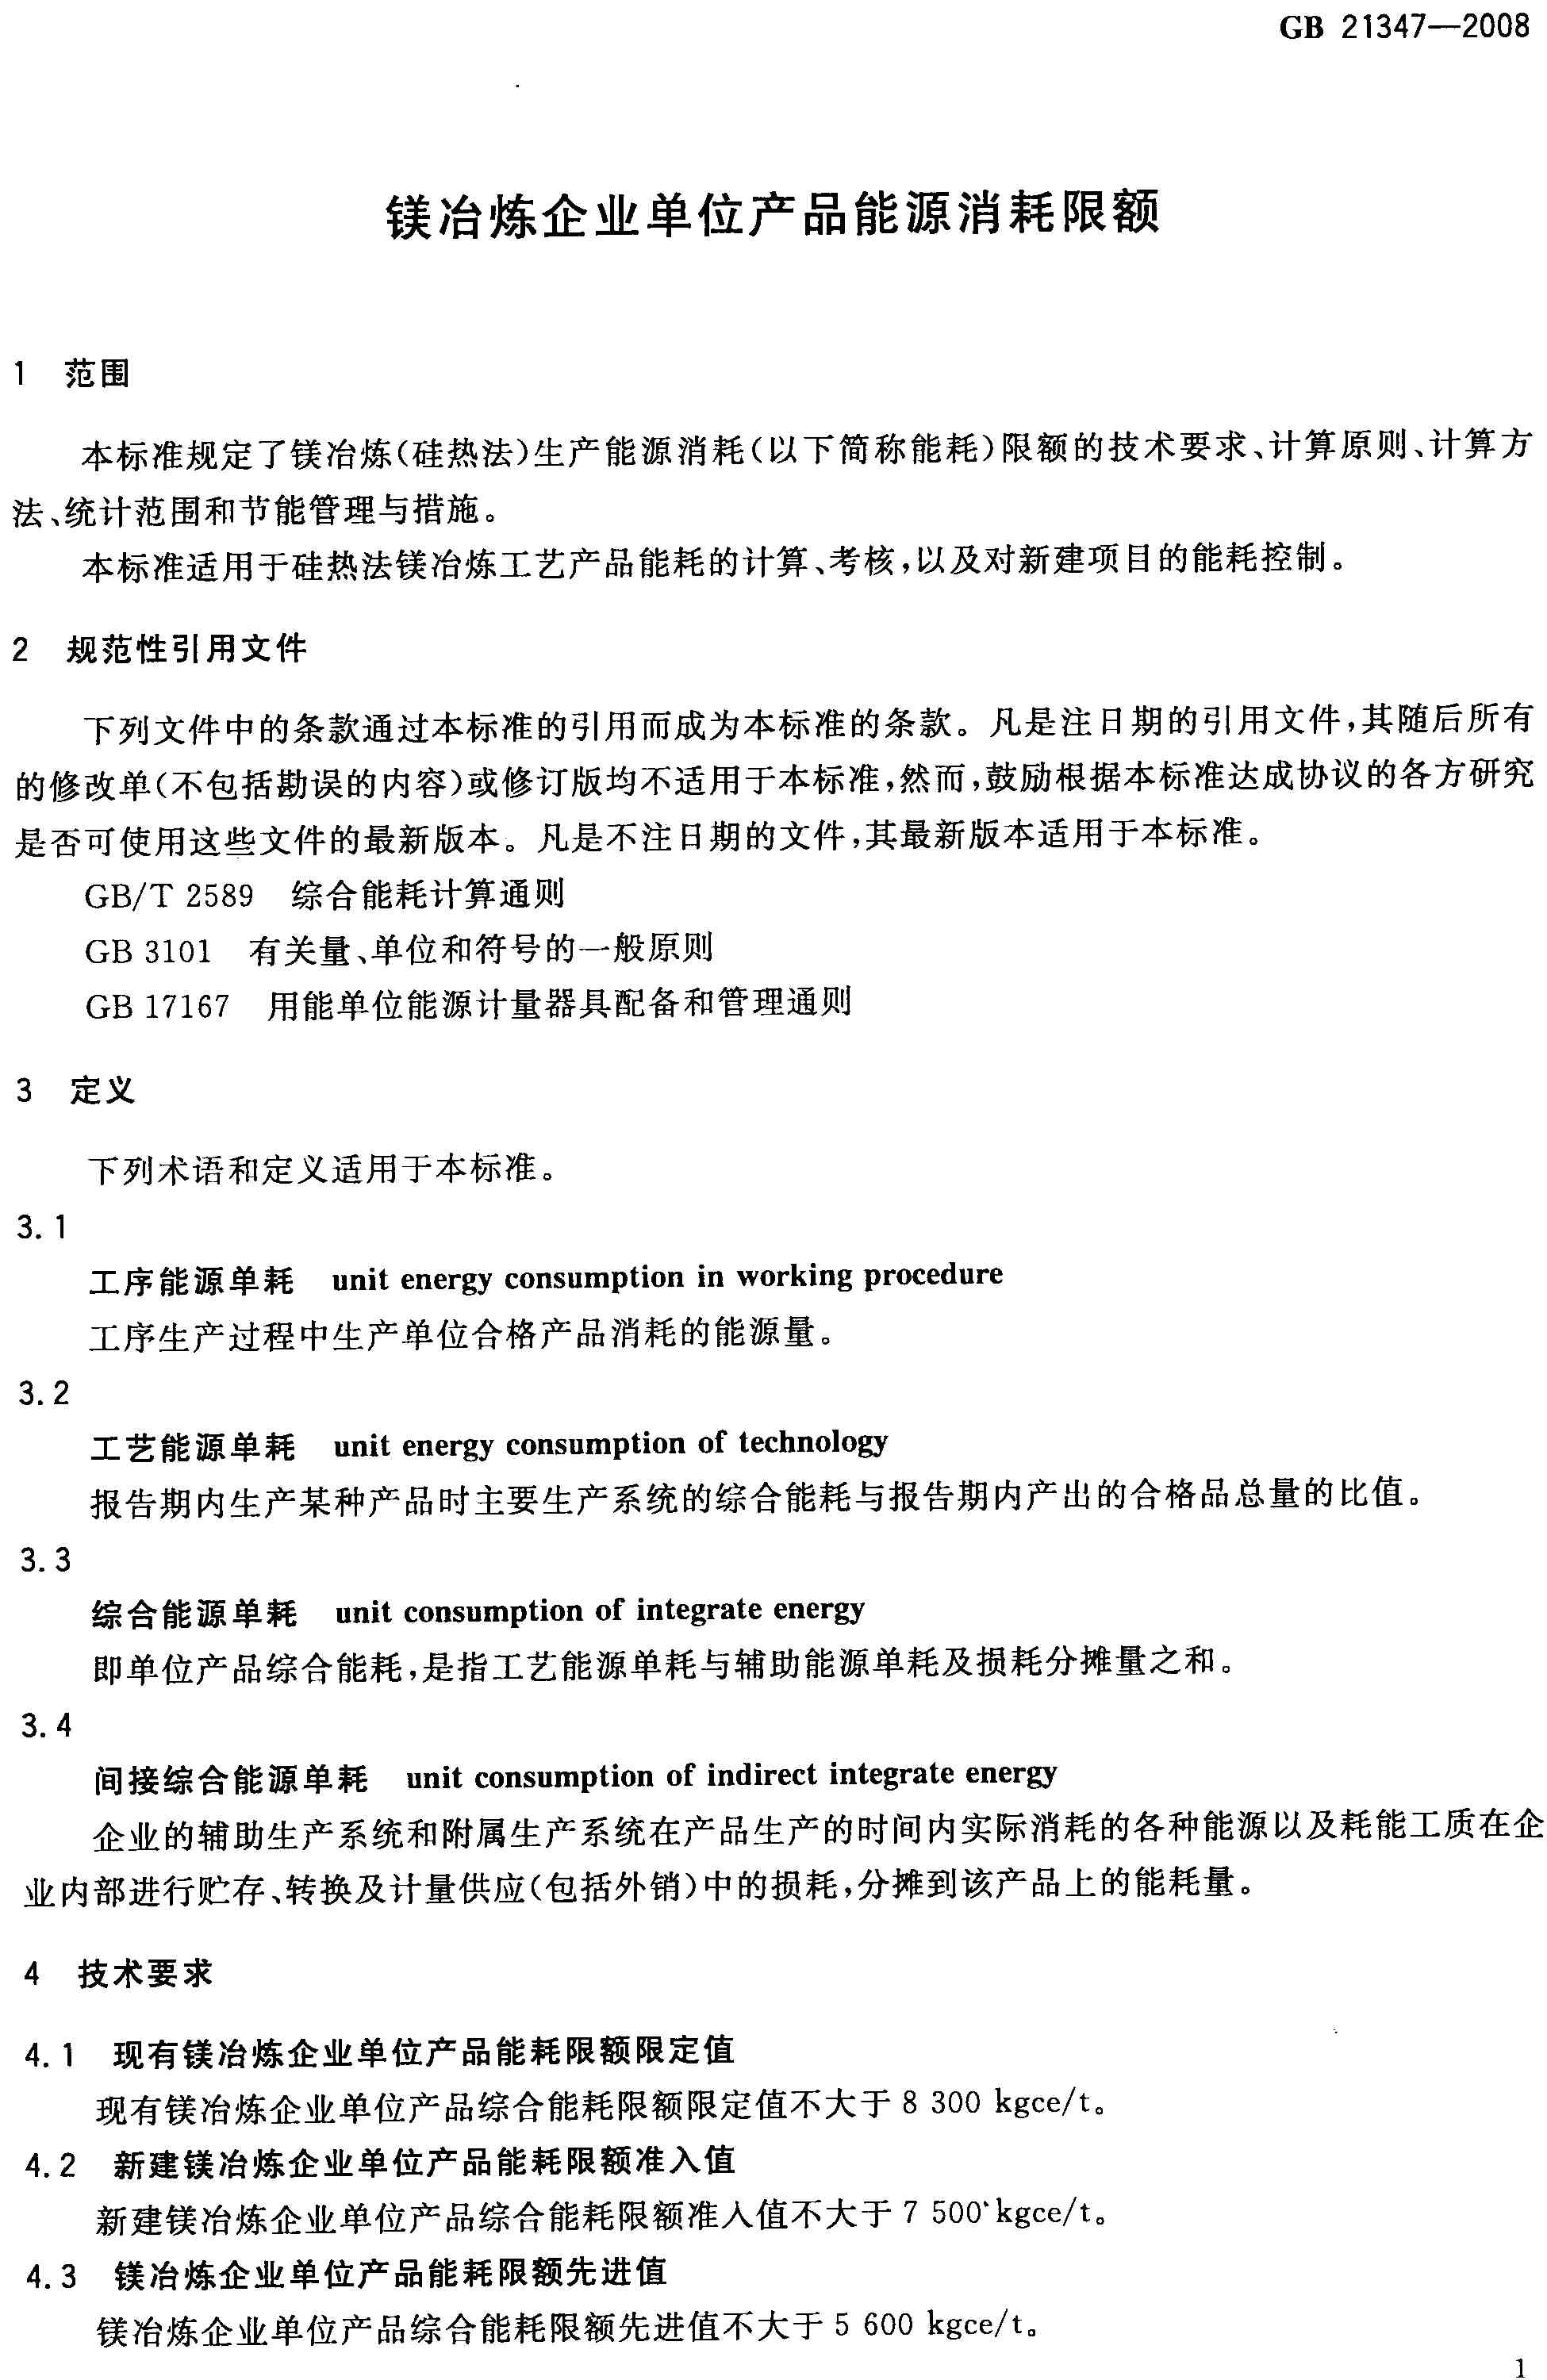 GB 21347—2008
镁冶炼企业单位产品能源消耗限额
1 范围
本标准规定了镁冶炼(硅热法)生产能源消耗(以下简称能耗)限额的技术要求、计算原则、计算方
法、统计范围和节能管理与措施。
本标准适用于硅热法镁冶炼工艺产品能耗的计算、考核,以及对新建项目的能耗控制。
2 规范性引用文件
下列文件中的条款通过本标准的引用而成为本标准的条款。凡是注日期的引用文件,其随后所有
的修改单(不包括勘误的内容)或修订版均不适用于本标准,然而,鼓励根据本标准达成协议的各方研究
是否可使用这些文件的最新版本。凡是不注日期的文件,其最新版本适用于本标准。
GB/T 2589 综合能耗计算通则
GB 3101 有关量、单位和符号的一般原则
GB 17167 用能单位能源计量器具配备和管理通则
3 定义
下列术语和定义适用于本标准。
3.1
工序能源单耗 unit energy consumption in working procedure
工序生产过程中生产单位合格产品消耗的能源量。
3.2
工艺能源单耗 unit energy consumption of technology
报告期内生产某种产品时主要生产系统的综合能耗与报告期内产出的合格品总量的比值。
3.3
综合能源单耗 unit consumption of integrate energy
即单位产品综合能耗,是指工艺能源单耗与辅助能源单耗及损耗分摊量之和。
3.4
间接综合能源单耗 unit consumption of indirect integrate energy
企业的辅助生产系统和附属生产系统在产品生产的时间内实际消耗的各种能源以及耗能工质在企
业内部进行贮存、转换及计量供应(包括外销)中的损耗,分摊到该产品上的能耗量。
4 技术要求
4.1 现有镁冶炼企业单位产品能耗限额限定值
现有镁冶炼企业单位产品综合能耗限额限定值不大于 8 300 kgce/t。
4.2 新建镁冶炼企业单位产品能耗限额准入值
新建镁冶炼企业单位产品综合能耗限额准入值不大于 7 500 kgce/t。
4.3 镁冶炼企业单位产品能耗限额先进值
镁冶炼企业单位产品综合能耗限额先进值不大于 5 600 kgce/t。
1